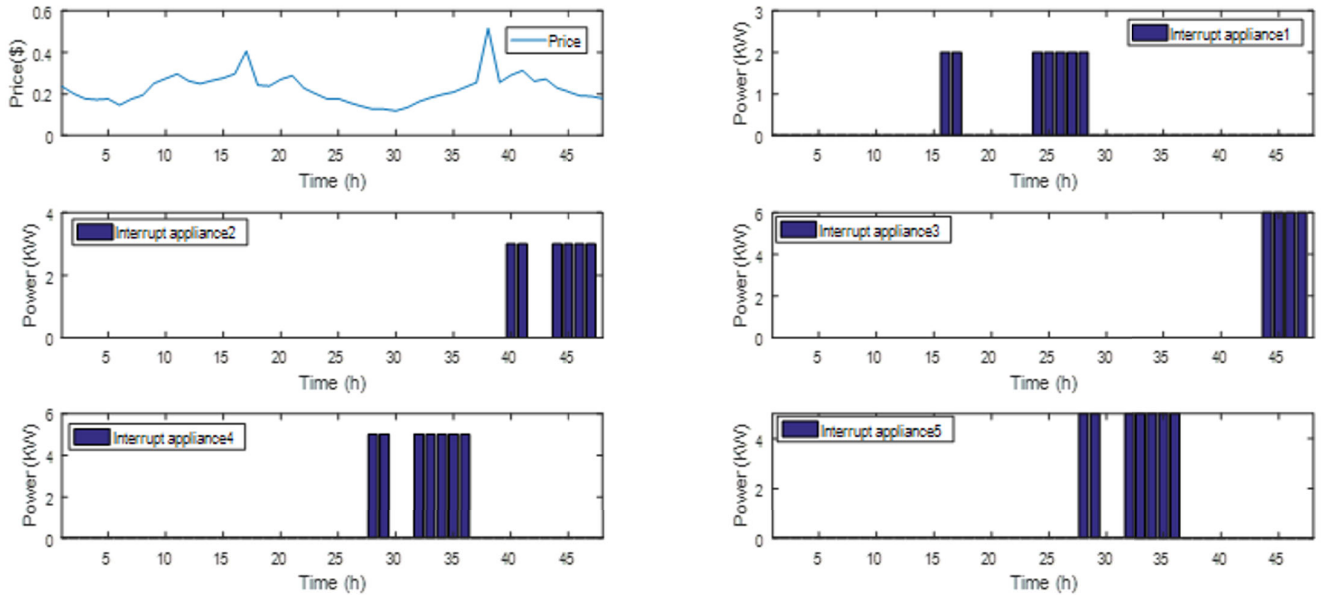 Price($)
0.6
0.4
0.2
0
Price
5 10 15 20 25 30 35 40 45
Time (h)
Power (KW)
3
2
1
0
Interrupt appliance1
5 10 15 20 25 30 35 40 45
Time (h)
Power (KW)
4
2
0
Interrupt appliance2
5 10 15 20 25 30 35 40 45
Time (h)
Power (KW)
6
4
2
0
Interrupt appliance3
5 10 15 20 25 30 35 40 45
Time (h)
Power (KW)
6
4
2
0
Interrupt appliance4
5 10 15 20 25 30 35 40 45
Time (h)
Power (KW)
4
2
0
Interrupt appliance5
5 10 15 20 25 30 35 40 45
Time (h)